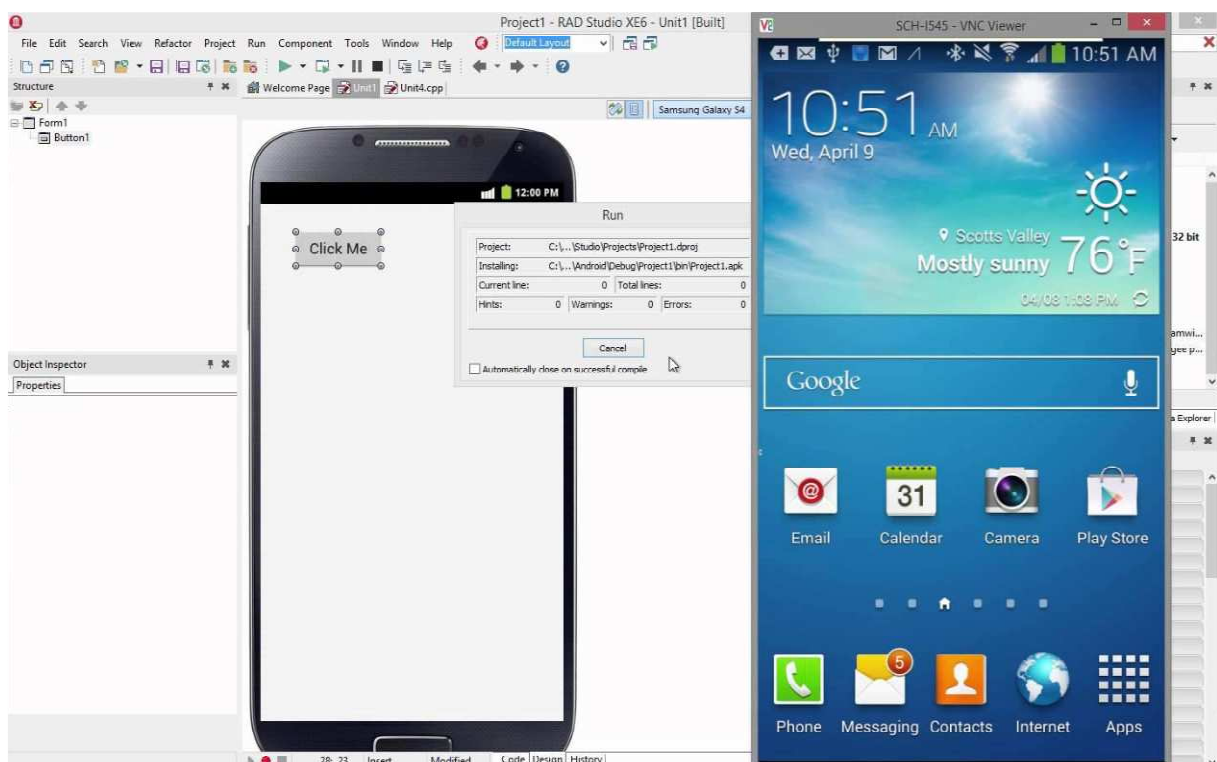 Project1 - RAD Studio XE6 - Unit1 [Built]
File Edit Search View Refactor Project Run Component Tools Window Help
Default Layout
Structure
Welcome Page Unit1 Unit4.cpp
Form1
Button1
Samsung Galaxy S4
12:00 PM
Click Me
Run
Project: C:\...\Studio\Projects\Project1.dproj
Installing: C:\...\Android\Debug\Project1\bin\Project1.apk
Current line: 0 Total lines: 0
Hints: 0 Warnings: 0 Errors: 0
Cancel
Automatically close on successful compile
Object Inspector
Properties
28: 23 Insert Modified Code Design History
SCH-I545 - VNC Viewer
10:51 AM
10:51 AM
Wed, April 9
Scotts Valley
Mostly sunny
76°F
04/08 1:08 PM
Google
31
Email Calendar Camera Play Store
5
Phone Messaging Contacts Internet Apps
32 bit
Explorer